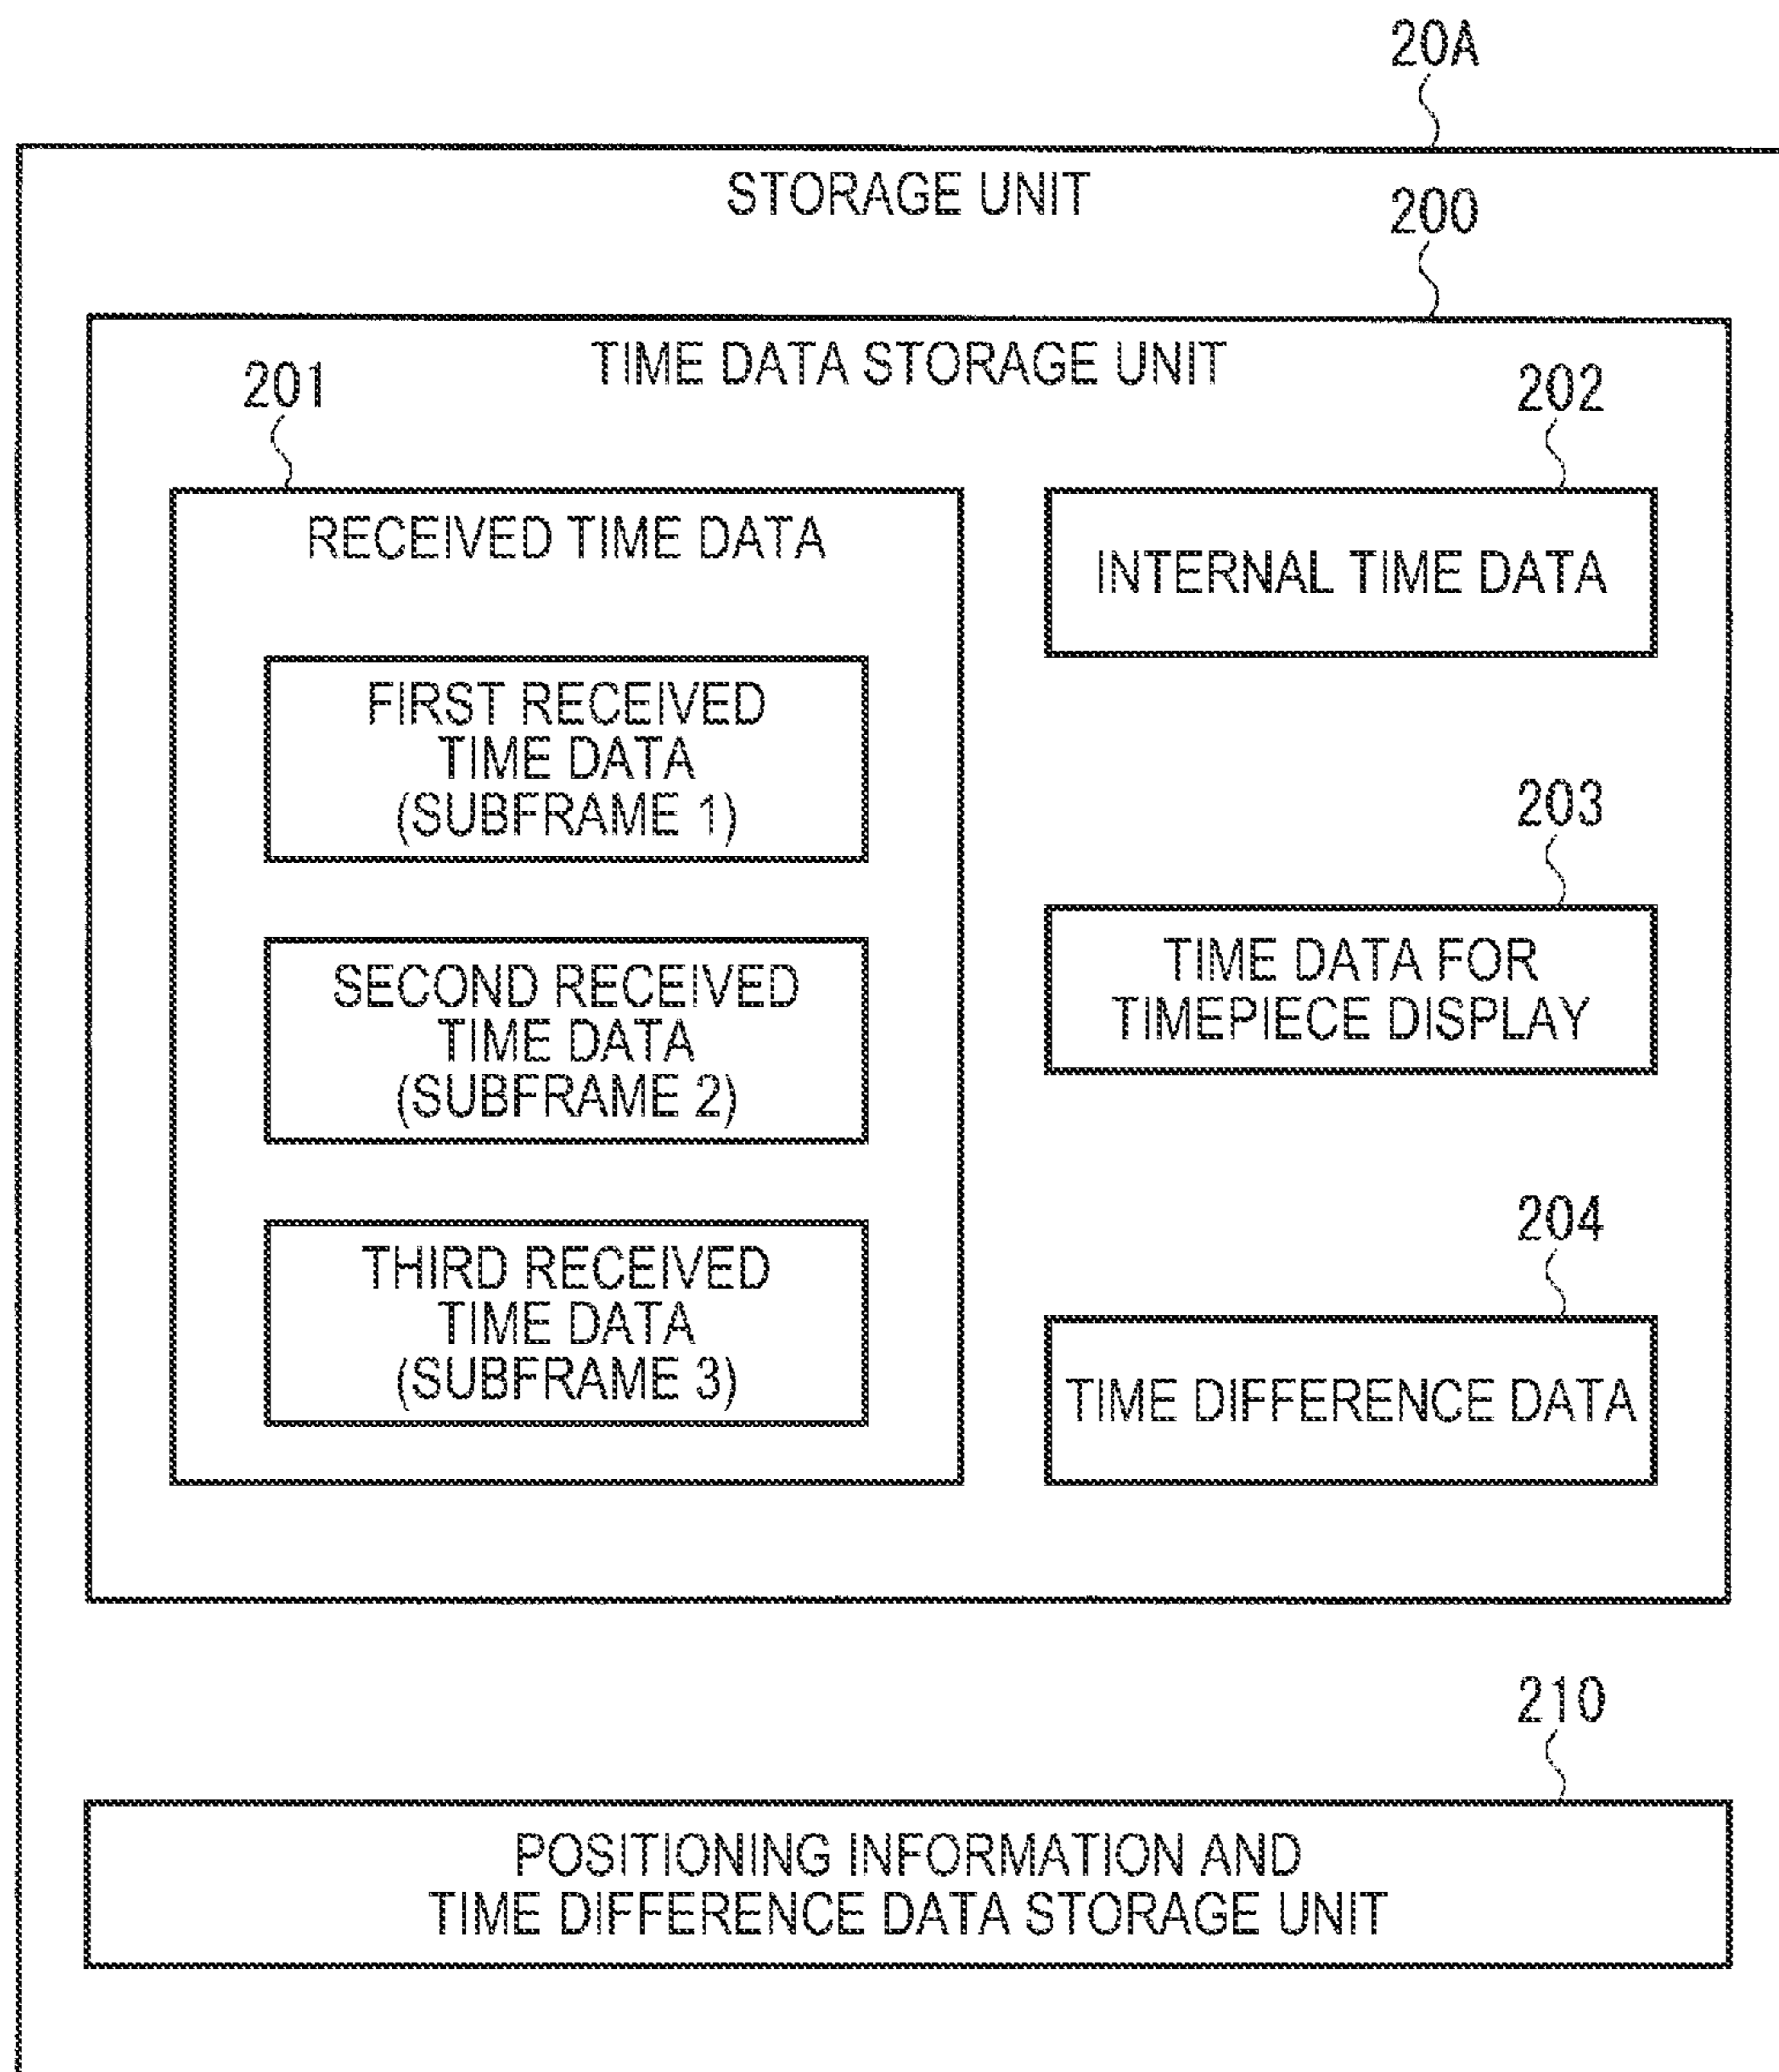 20A
STORAGE UNIT
200
TIME DATA STORAGE UNIT
201
202
RECEIVED TIME DATA
INTERNAL TIME DATA
FIRST RECEIVED
TIME DATA
(SUBFRAME 1)
203
SECOND RECEIVED
TIME DATA
(SUBFRAME 2)
TIME DATA FOR
TIMEPIECE DISPLAY
204
THIRD RECEIVED
TIME DATA
(SUBFRAME 3)
TIME DIFFERENCE DATA
210
POSITIONING INFORMATION AND
TIME DIFFERENCE DATA STORAGE UNIT